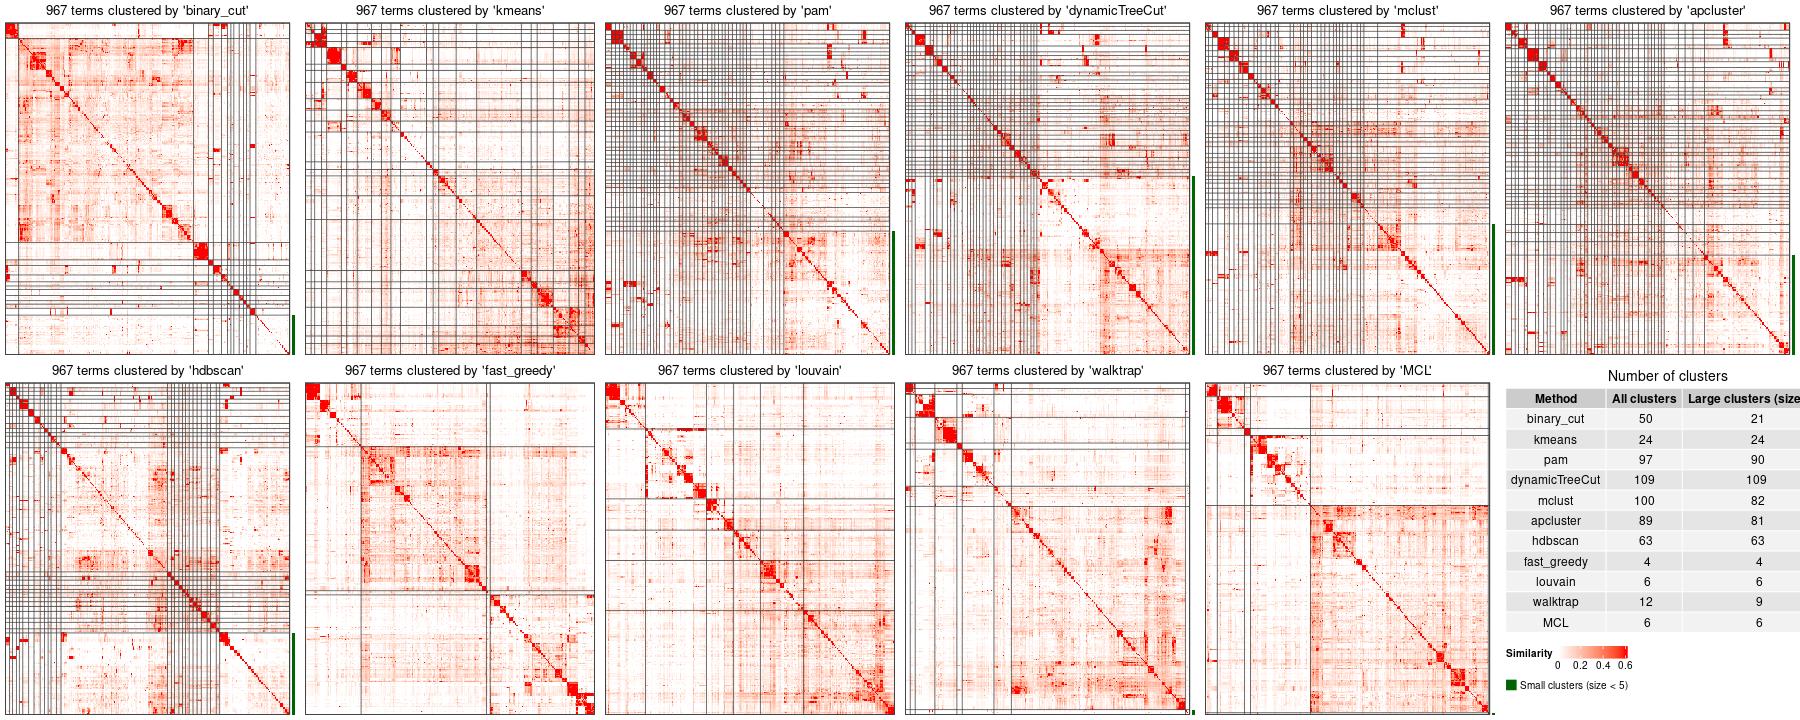 967 terms clustered by 'binary_cut'
967 terms clustered by 'kmeans'
967 terms clustered by 'pam'
967 terms clustered by 'dynamicTreeCut'
967 terms clustered by 'mclust'
967 terms clustered by 'apcluster'
967 terms clustered by 'hdbscan'
967 terms clustered by 'fast_greedy'
967 terms clustered by 'louvain'
967 terms clustered by 'walktrap'
967 terms clustered by 'MCL'
Number of clusters
Method All clusters Large clusters (size
binary_cut 50 21
kmeans 24 24
pam 97 90
dynamicTreeCut 109 109
mclust 100 82
apcluster 89 81
hdbscan 63 63
fast_greedy 4 4
louvain 6 6
walktrap 12 9
MCL 6 6
Similarity
0 0.2 0.4 0.6
Small clusters (size < 5)